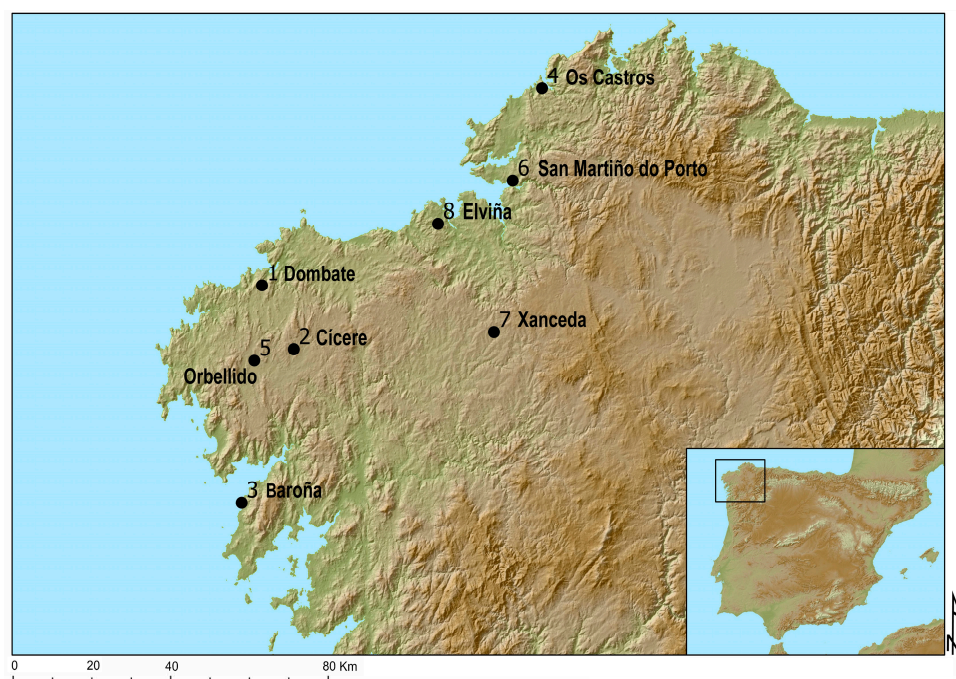 4 Os Castros
6 San Martiño do Porto
8 Elviña
1 Dombate
7 Xanceda
2 Cicere
5
Orbellido
3 Baroña
0 20 40 80 Km